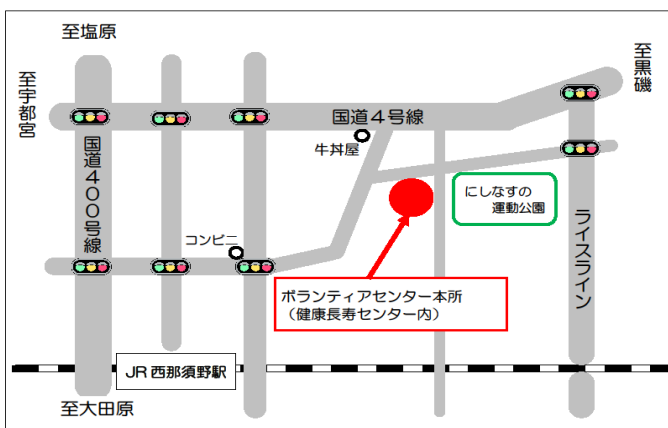 至塩原
至宇都宮
至黒磯
国道４号線
牛丼屋
国道４００号線
にしなすの
運動公園
コンビニ
ライスライン
ボランティアセンター本所
（健康長寿センター内）
ＪＲ西那須野駅
至大田原